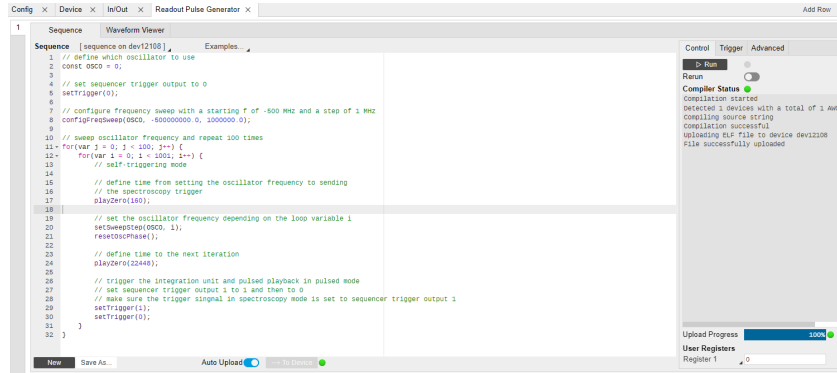 Config × Device × In/Out × Readout Pulse Generator × Add Row
1 Sequence Waveform Viewer
Sequence [sequence on dev12108] Examples...
1 // define which oscillator to use
2 const OSC0 = 0;
3
4 // set sequencer trigger output to 0
5 setTrigger(0);
6
7 // configure frequency sweep with a starting f of -500 MHz and a step of 1 MHz
8 configFreqSweep(OSC0, -500000000.0, 1000000.0);
9
10 // sweep oscillator frequency and repeat 100 times
11 for(var j = 0; j < 100; j++) {
12 for(var i = 0; i < 1001; i++) {
13 // self-triggering mode
14
15 // define time from setting the oscillator frequency to sending
16 // the spectroscopy trigger
17 playZero(160);
18
19 // set the oscillator frequency depending on the loop variable i
20 setSweepStep(OSC0, i);
21 resetOscPhase();
22
23 // define time to the next iteration
24 playZero(22448);
25
26 // trigger the integration unit and pulsed playback in pulsed mode
27 // set sequencer trigger output 1 to 1 and then to 0
28 // make sure the trigger singnal in spectroscopy mode is set to sequencer trigger output 1
29 setTrigger(1);
30 setTrigger(0);
31 }
32 }
New Save As... Auto Upload To Device
Control Trigger Advanced
Run
Rerun
Compiler Status
Compilation started
Detected 1 devices with a total of 1 AWG
Compiling source string
Compilation successful
Uploading ELF file to device dev12108
File successfully uploaded
Upload Progress 100%
User Registers
Register 1 0